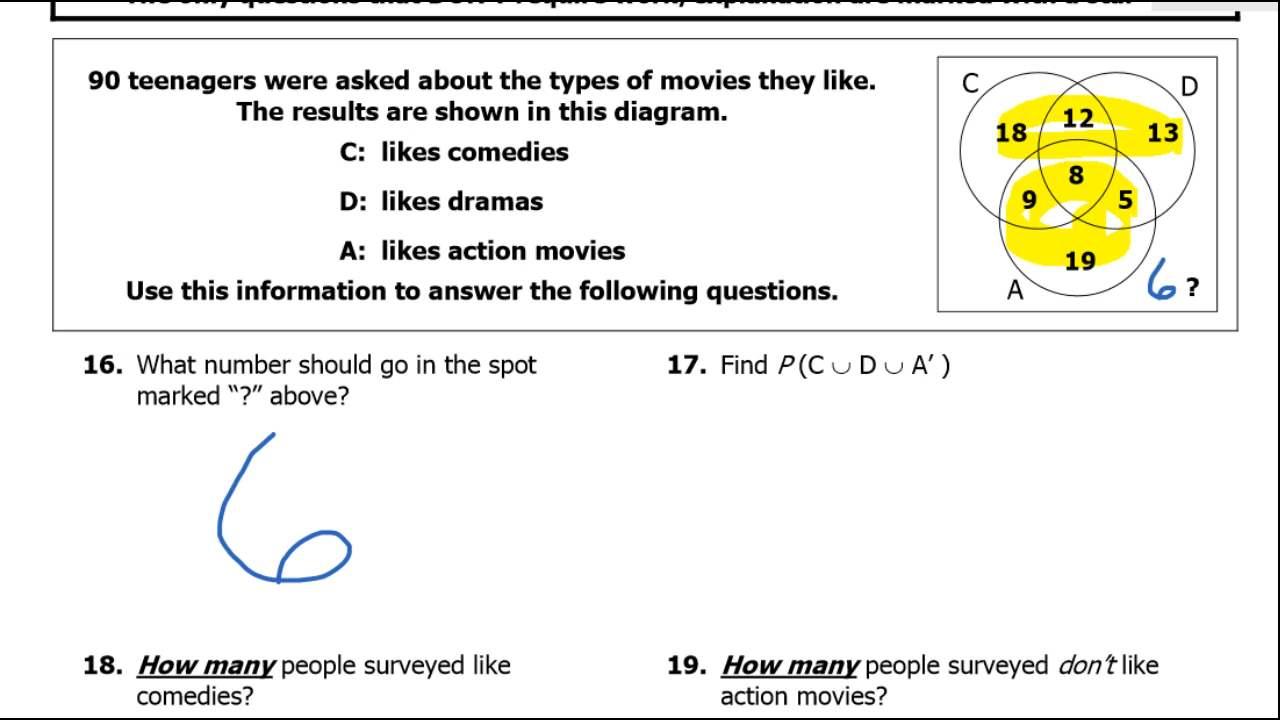 90 teenagers were asked about the types of movies they like.
The results are shown in this diagram.
C: likes comedies
D: likes dramas
A: likes action movies
Use this information to answer the following questions.
C
D
18
12
13
8
9
5
19
A
6 ?
16. What number should go in the spot
marked “?” above?
6
17. Find P(C ∪ D ∪ A′ )
18. How many people surveyed like
comedies?
19. How many people surveyed don't like
action movies?